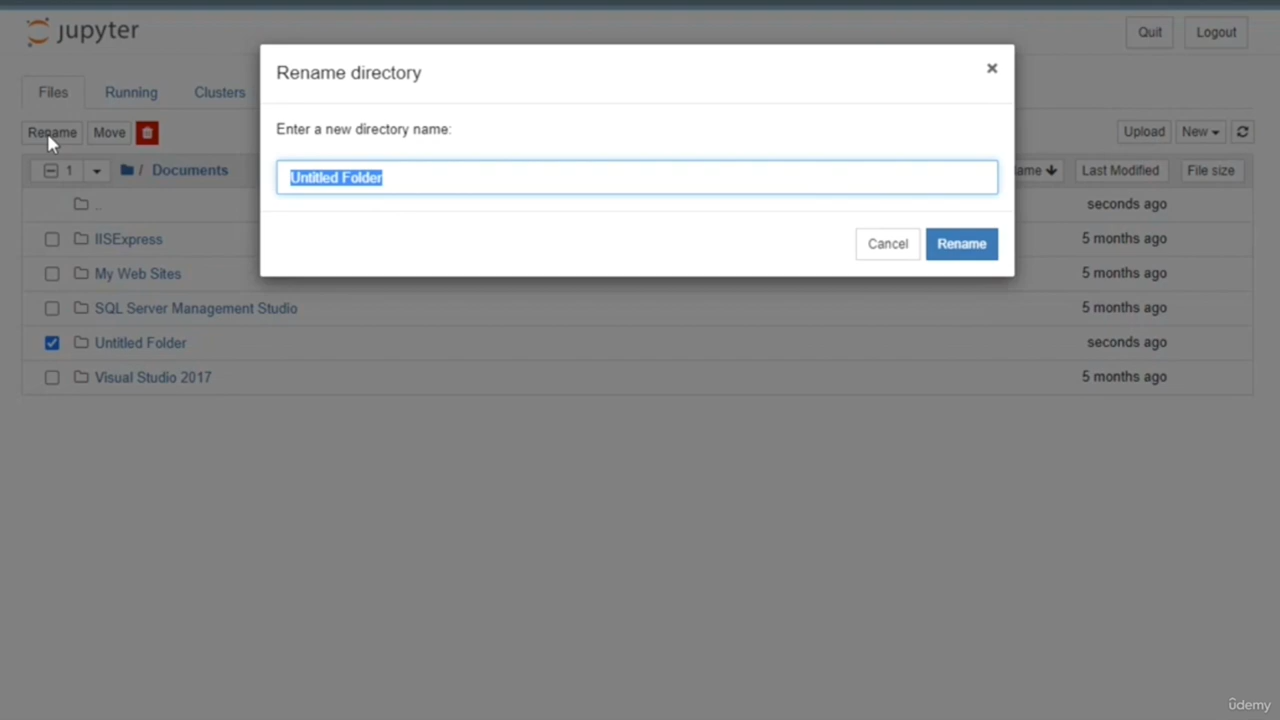 jupyter
Quit Logout
Rename directory ×
Files Running Clusters
Enter a new directory name:
Rename Move Upload New
1 / Documents Last Modified File size
Untitled Folder
.. seconds ago
IISExpress 5 months ago
Cancel Rename
My Web Sites 5 months ago
SQL Server Management Studio 5 months ago
Untitled Folder seconds ago
Visual Studio 2017 5 months ago
ûdemy